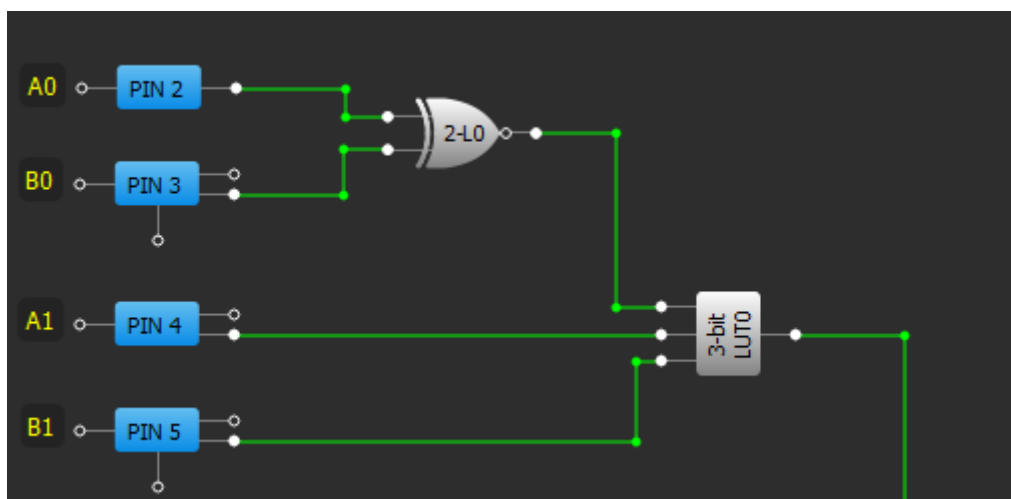 A0
PIN 2
2-L0
B0
PIN 3
A1
PIN 4
3-bit
LUT0
B1
PIN 5